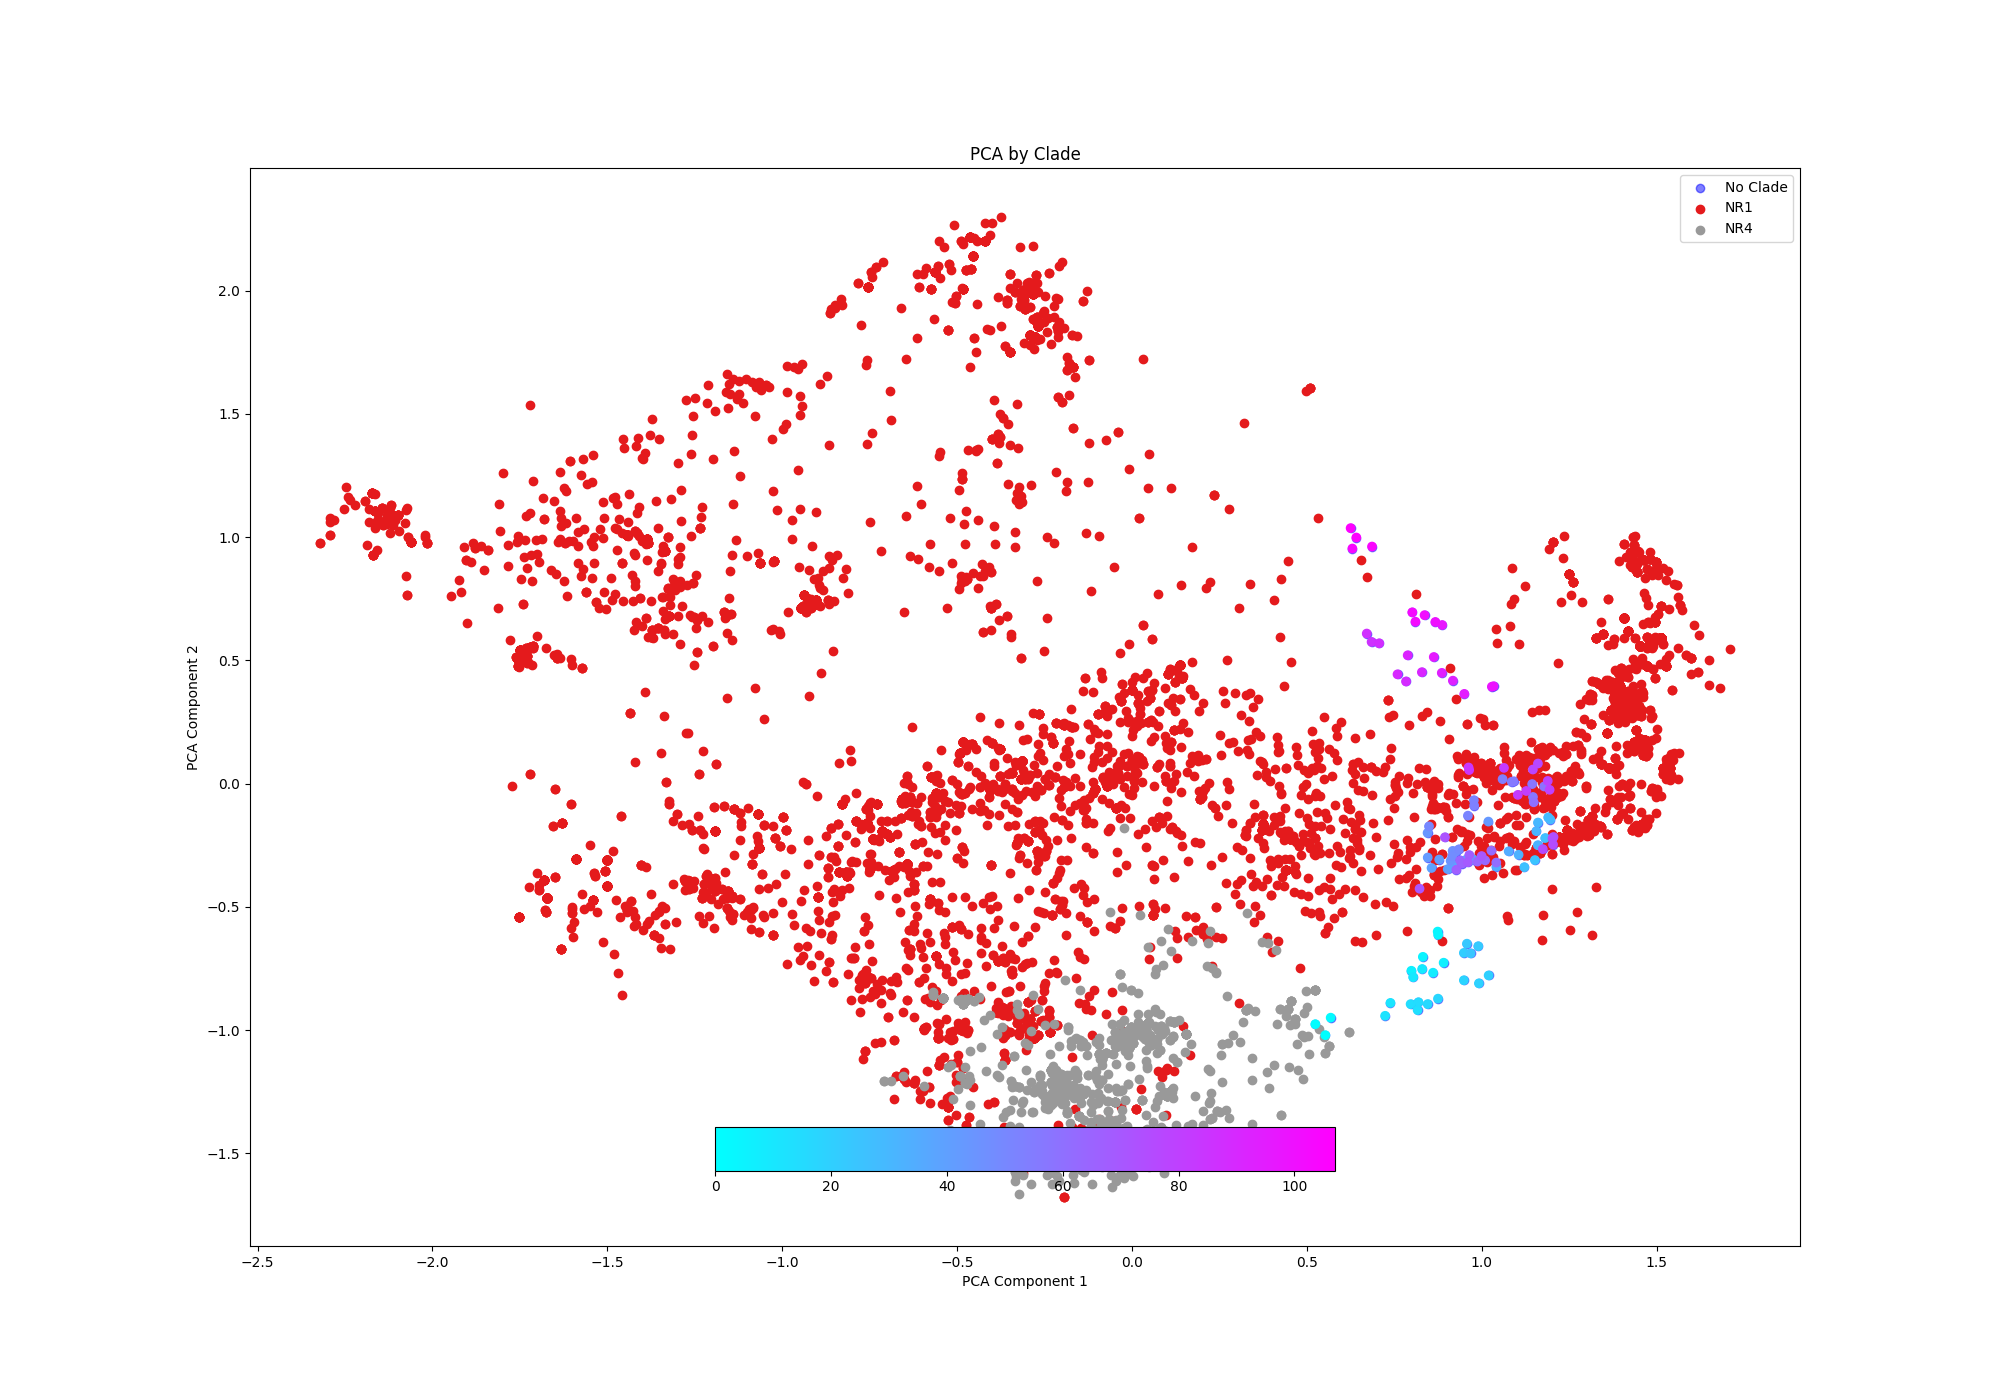 PCA by Clade
No Clade
NR1
NR4
PCA Component 2
2.0
1.5
1.0
0.5
0.0
−0.5
−1.0
−1.5
0 20 40 60 80 100
−2.5 −2.0 −1.5 −1.0 −0.5 0.0 0.5 1.0 1.5
PCA Component 1